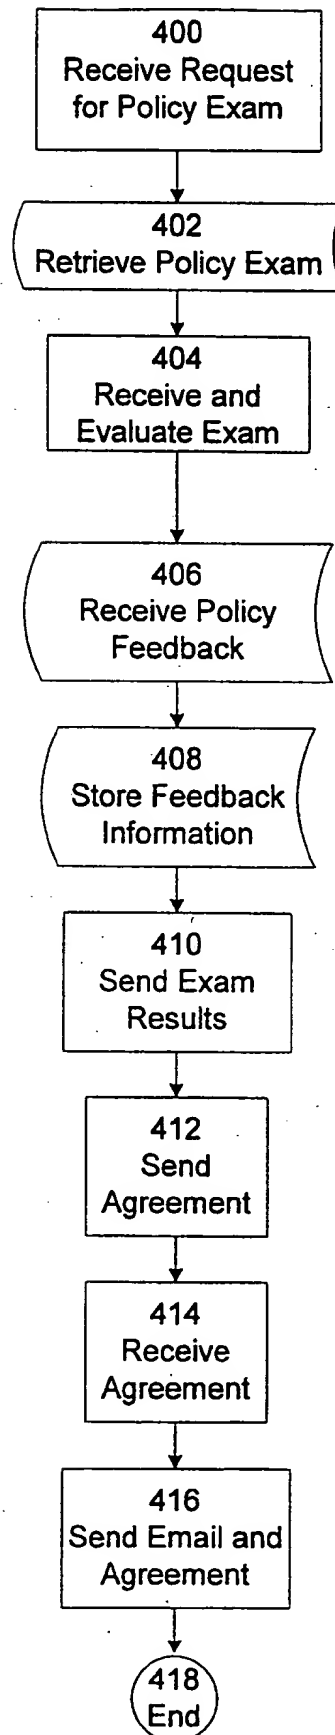 400
Receive Request
for Policy Exam
402
Retrieve Policy Exam
404
Receive and
Evaluate Exam
406
Receive Policy
Feedback
408
Store Feedback
Information
410
Send Exam
Results
412
Send
Agreement
414
Receive
Agreement
416
Send Email and
Agreement
418
End